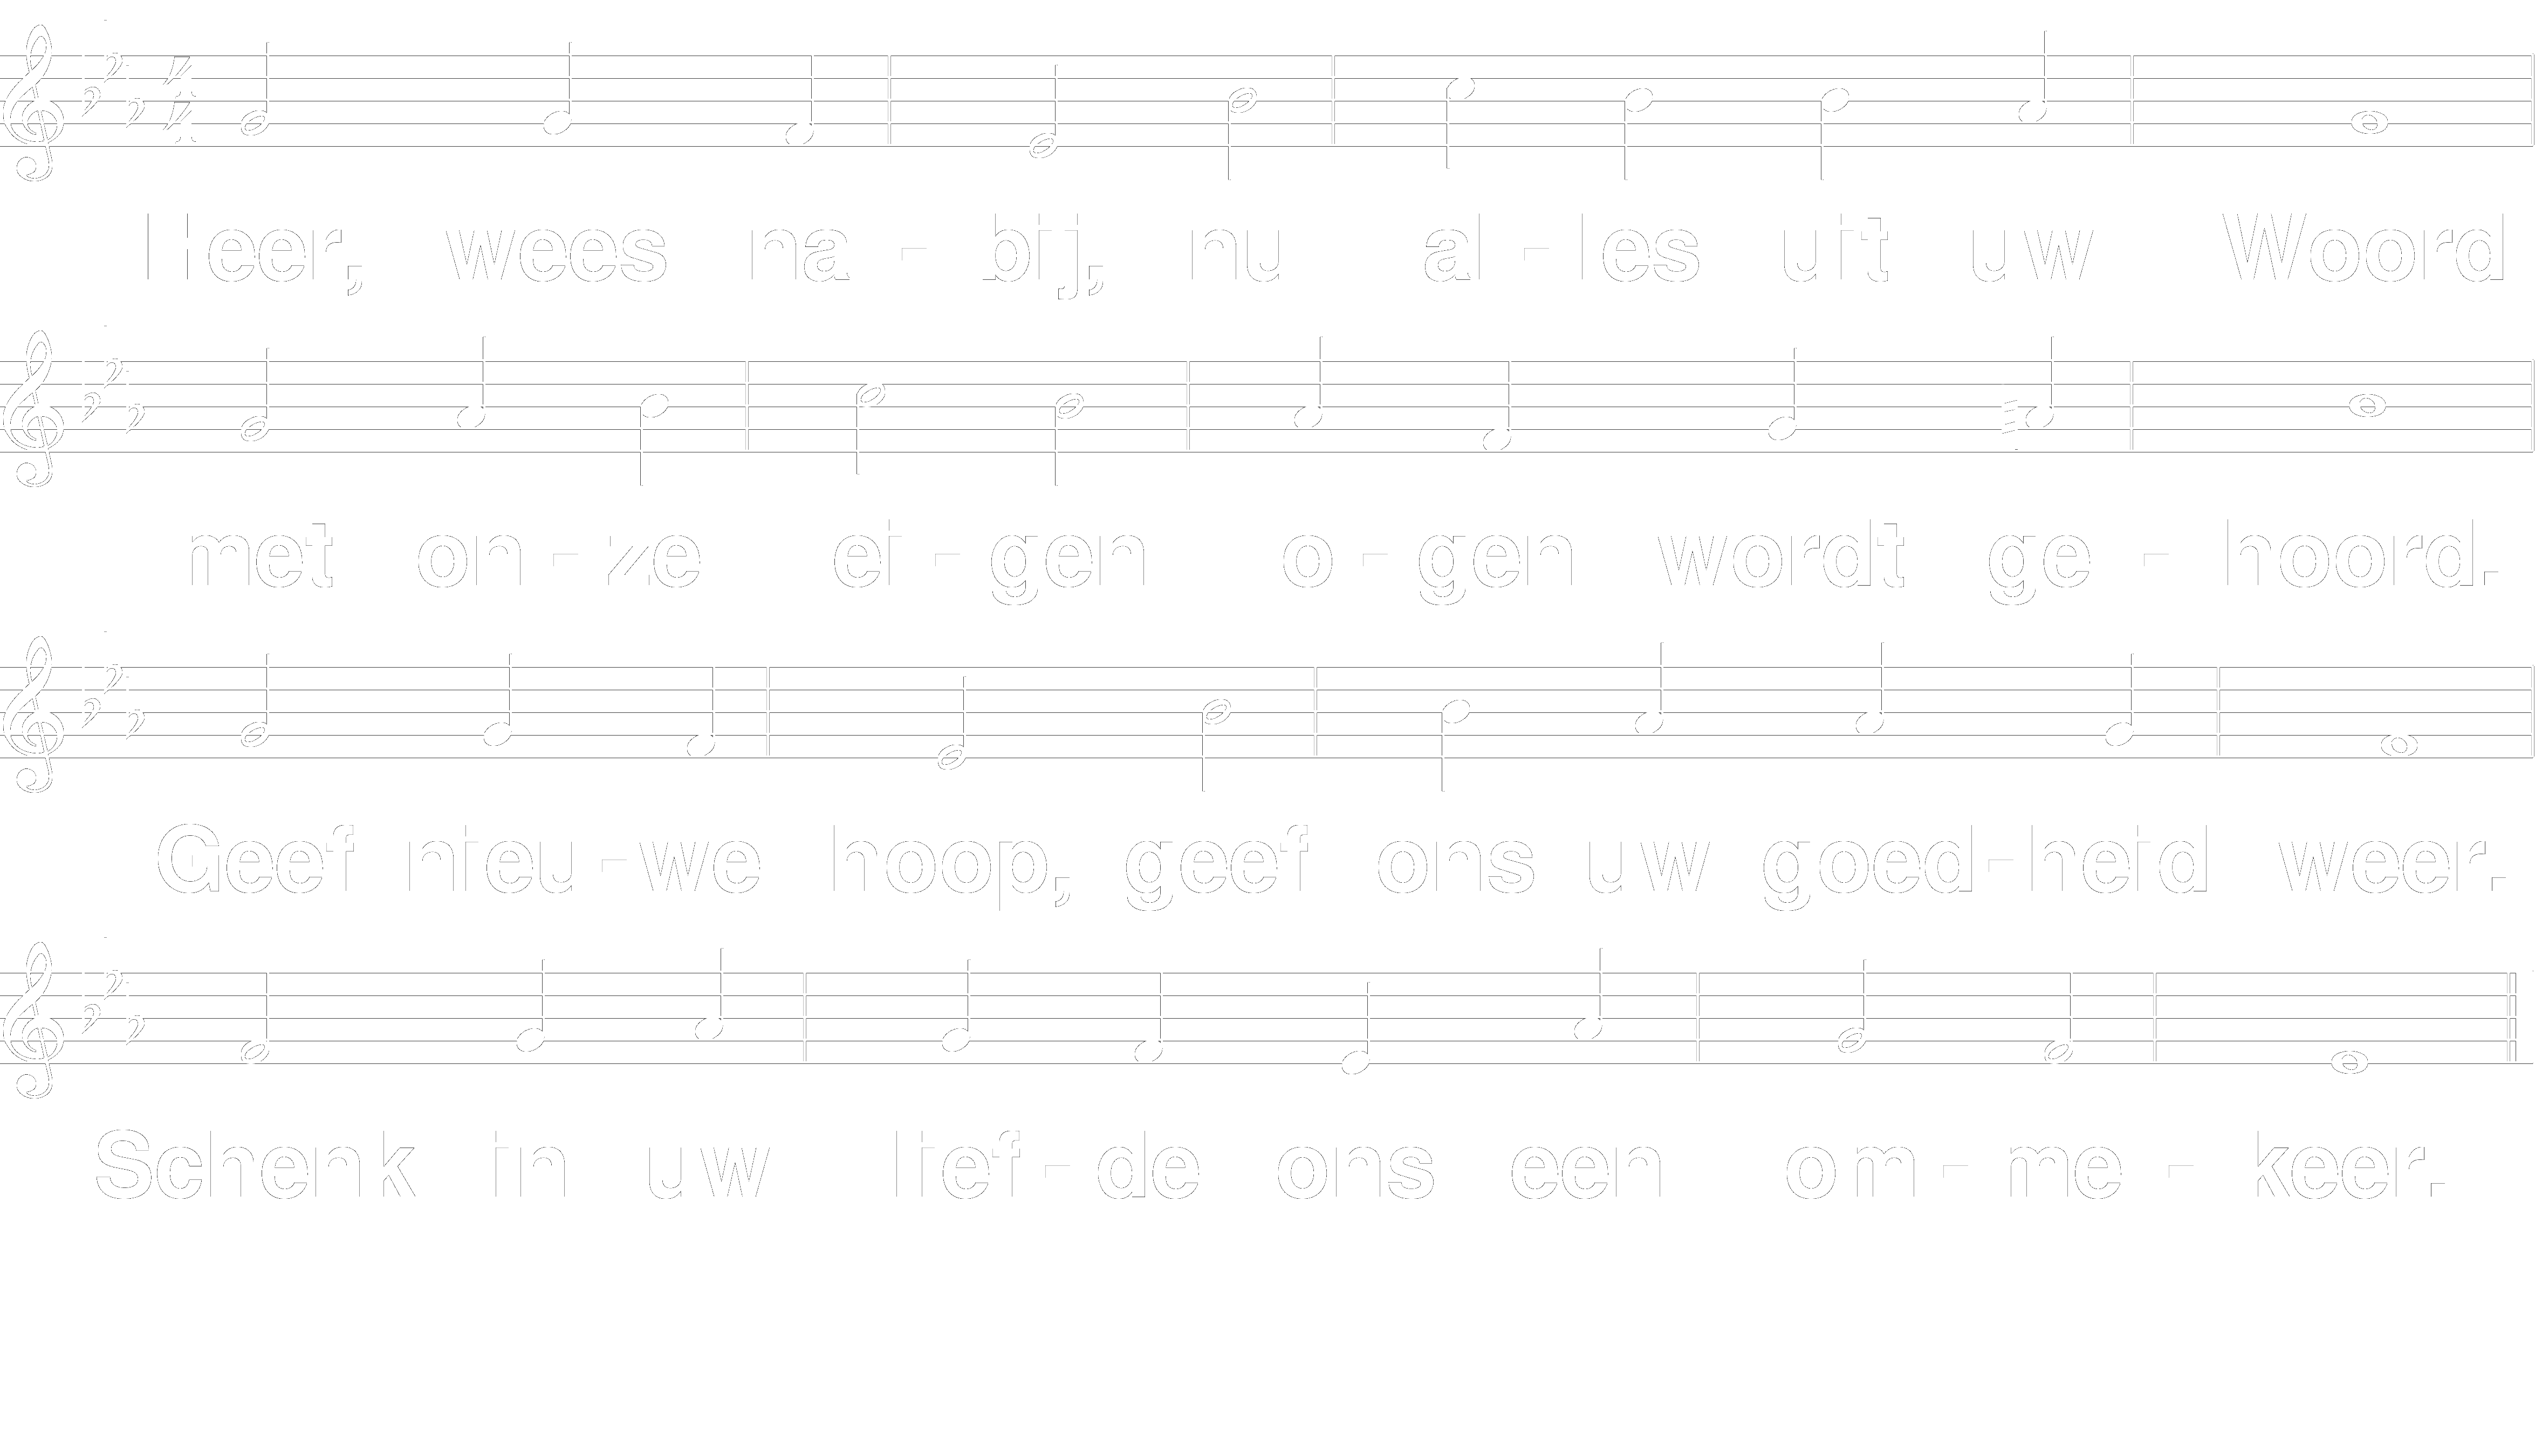 Heer, wees na - bij, nu al - les uit uw Woord
met on - ze ei - gen o - gen wordt ge - hoord.
Geef nieu - we hoop, geef ons uw goed - heid weer.
Schenk in uw lief - de ons een om - me - keer.